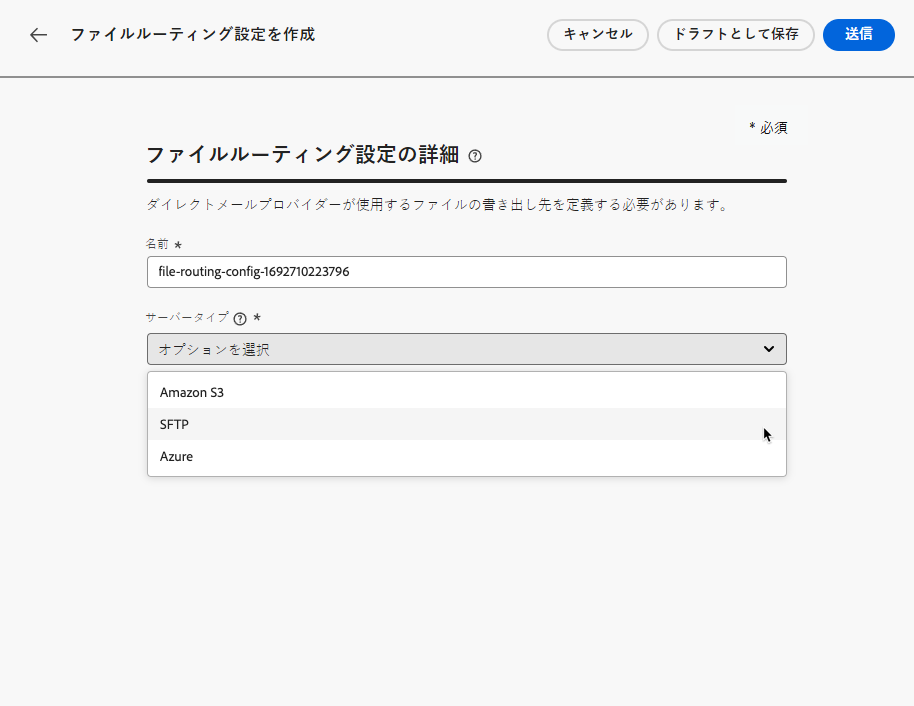 ファイルルーティング設定を作成
キャンセル
ドラフトとして保存
送信
* 必須
ファイルルーティング設定の詳細
ダイレクトメールプロバイダーが使用するファイルの書き出し先を定義する必要があります。
名前 *
file-routing-config-1692710223796
サーバータイプ *
オプションを選択
Amazon S3
SFTP
Azure